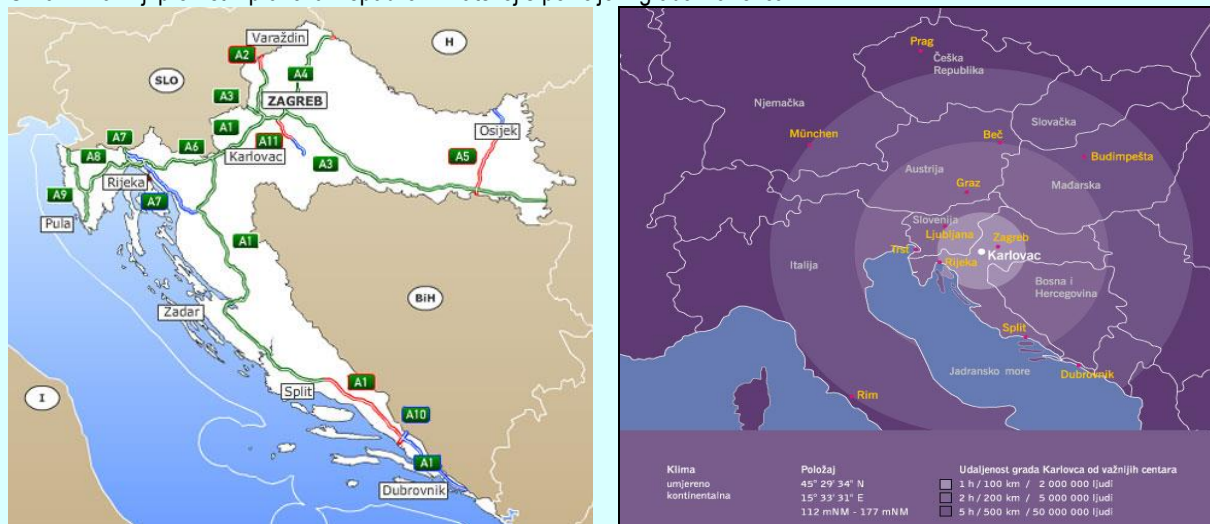 Varaždin
H
A2
A4
SLO
A3
ZAGREB
A1
A7
A6
A11
Osijek
A8
Karlovac
A3
A5
Rijeka
A9
A7
Pula
A1
BiH
Zadar
A1
Split
I
A10
A1
Dubrovnik
Prag
Češka
Republika
Njemačka
Slovačka
München
Beč
Budimpešta
Austrija
Mađarska
Graz
Slovenija
Ljubljana
Zagreb
Trst
Karlovac
Rijeka
Italija
Bosna i
Hercegovina
Split
Jadransko more
Dubrovnik
Rim
Klima
umjereno
kontinentalna
Položaj
45° 29' 34" N
15° 33' 31" E
112 mNM - 177 mNM
Udaljenost grada Karlovca od važnijih centara
1 h / 100 km / 2 000 000 ljudi
2 h / 200 km / 5 000 000 ljudi
5 h / 500 km / 50 000 000 ljudi